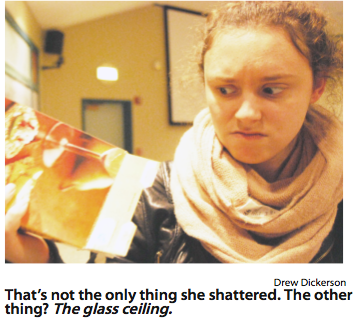 Drew Dickerson
That's not the only thing she shattered. The other
thing? The glass ceiling.